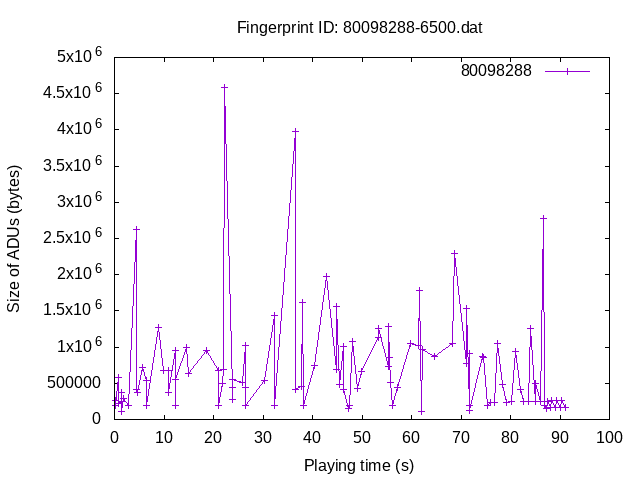 Fingerprint ID: 80098288-6500.dat
80098288
5x10^6
4.5x10^6
4x10^6
3.5x10^6
3x10^6
2.5x10^6
2x10^6
1.5x10^6
1x10^6
500000
0
Size of ADUs (bytes)
0 10 20 30 40 50 60 70 80 90 100
Playing time (s)